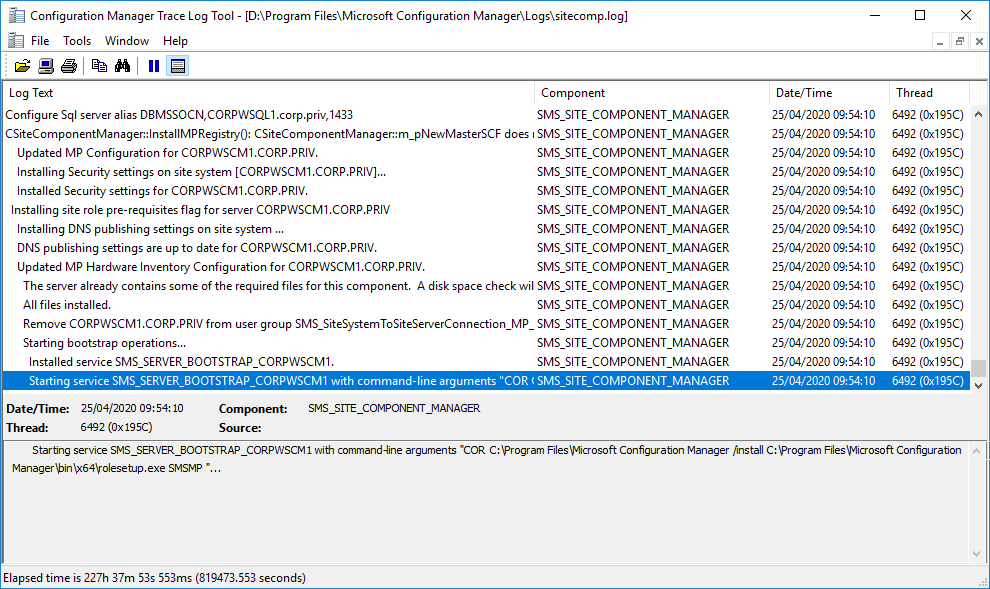 Configuration Manager Trace Log Tool - [D:\Program Files\Microsoft Configuration Manager\Logs\sitecomp.log]
File Tools Window Help
Log Text Component Date/Time Thread
Configure Sql server alias DBMSSOCN,CORPWSQL1.corp.priv,1433 SMS_SITE_COMPONENT_MANAGER 25/04/2020 09:54:10 6492 (0x195C)
CSiteComponentManager::InstallMPRegistry(): CSiteComponentManager::m_pNewMasterSCF does SMS_SITE_COMPONENT_MANAGER 25/04/2020 09:54:10 6492 (0x195C)
Updated MP Configuration for CORPWSCM1.CORP.PRIV. SMS_SITE_COMPONENT_MANAGER 25/04/2020 09:54:10 6492 (0x195C)
Installing Security settings on site system [CORPWSCM1.CORP.PRIV]... SMS_SITE_COMPONENT_MANAGER 25/04/2020 09:54:10 6492 (0x195C)
Installed Security settings for CORPWSCM1.CORP.PRIV. SMS_SITE_COMPONENT_MANAGER 25/04/2020 09:54:10 6492 (0x195C)
Installing site role pre-requisites flag for server CORPWSCM1.CORP.PRIV SMS_SITE_COMPONENT_MANAGER 25/04/2020 09:54:10 6492 (0x195C)
Installing DNS publishing settings on site system ... SMS_SITE_COMPONENT_MANAGER 25/04/2020 09:54:10 6492 (0x195C)
DNS publishing settings are up to date for CORPWSCM1.CORP.PRIV. SMS_SITE_COMPONENT_MANAGER 25/04/2020 09:54:10 6492 (0x195C)
Updated MP Hardware Inventory Configuration for CORPWSCM1.CORP.PRIV. SMS_SITE_COMPONENT_MANAGER 25/04/2020 09:54:10 6492 (0x195C)
The server already contains some of the required files for this component.  A disk space check wil SMS_SITE_COMPONENT_MANAGER 25/04/2020 09:54:10 6492 (0x195C)
All files installed. SMS_SITE_COMPONENT_MANAGER 25/04/2020 09:54:10 6492 (0x195C)
Remove CORPWSCM1.CORP.PRIV from user group SMS_SiteSystemToSiteServerConnection_MP_ SMS_SITE_COMPONENT_MANAGER 25/04/2020 09:54:10 6492 (0x195C)
Starting bootstrap operations... SMS_SITE_COMPONENT_MANAGER 25/04/2020 09:54:10 6492 (0x195C)
Installed service SMS_SERVER_BOOTSTRAP_CORPWSCM1. SMS_SITE_COMPONENT_MANAGER 25/04/2020 09:54:10 6492 (0x195C)
Starting service SMS_SERVER_BOOTSTRAP_CORPWSCM1 with command-line arguments "COR SMS_SITE_COMPONENT_MANAGER 25/04/2020 09:54:10 6492 (0x195C)
Date/Time: 25/04/2020 09:54:10 Component: SMS_SITE_COMPONENT_MANAGER
Thread: 6492 (0x195C) Source:
Starting service SMS_SERVER_BOOTSTRAP_CORPWSCM1 with command-line arguments "COR C:\Program Files\Microsoft Configuration Manager /install C:\Program Files\Microsoft Configuration
Manager\bin\x64\rolesetup.exe SMSMP "...
Elapsed time is 227h 37m 53s 553ms (819473.553 seconds)